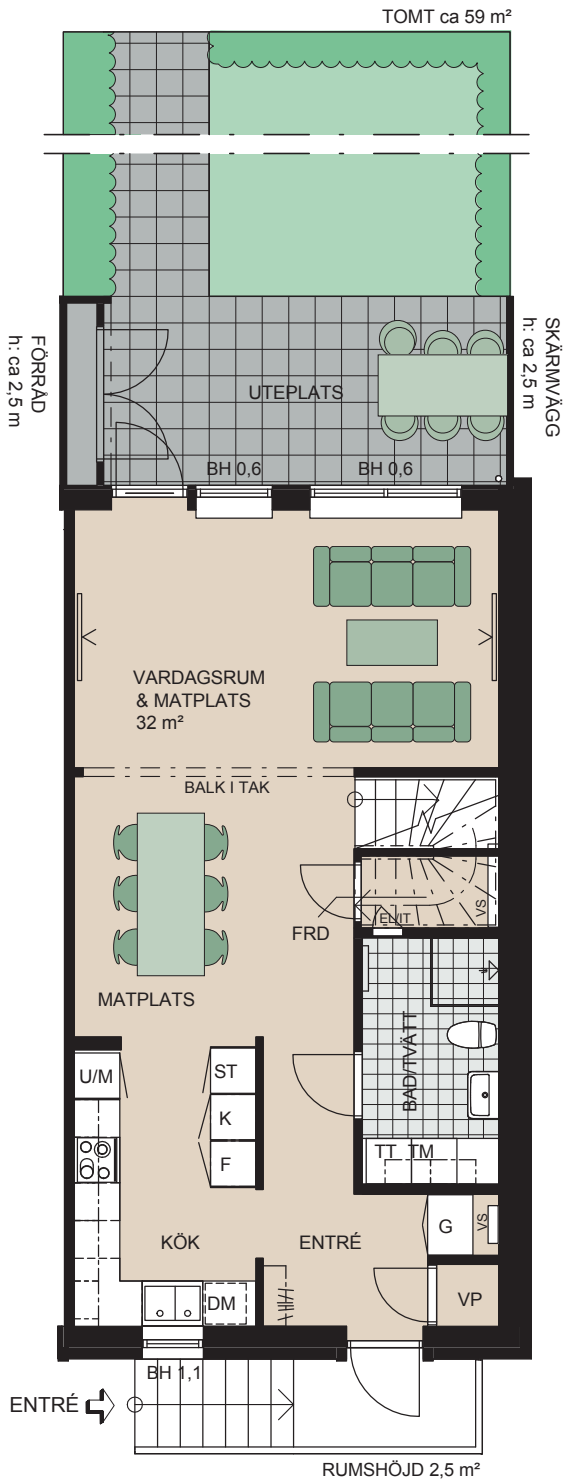 TOMT ca 59 m²
FÖRRÅD
h: ca 2,5 m
SKÄRMVÄGG
h: ca 2,5 m
UTEPLATS
BH 0,6
BH 0,6
VARDAGSRUM
& MATPLATS
32 m²
BALK I TAK
VS
EL/IT
FRD
MATPLATS
BAD/TVÄTT
U/M
ST
K
F
TT TM
KÖK
ENTRÉ
G
VS
VP
DM
BH 1,1
ENTRÉ
RUMSHÖJD 2,5 m²